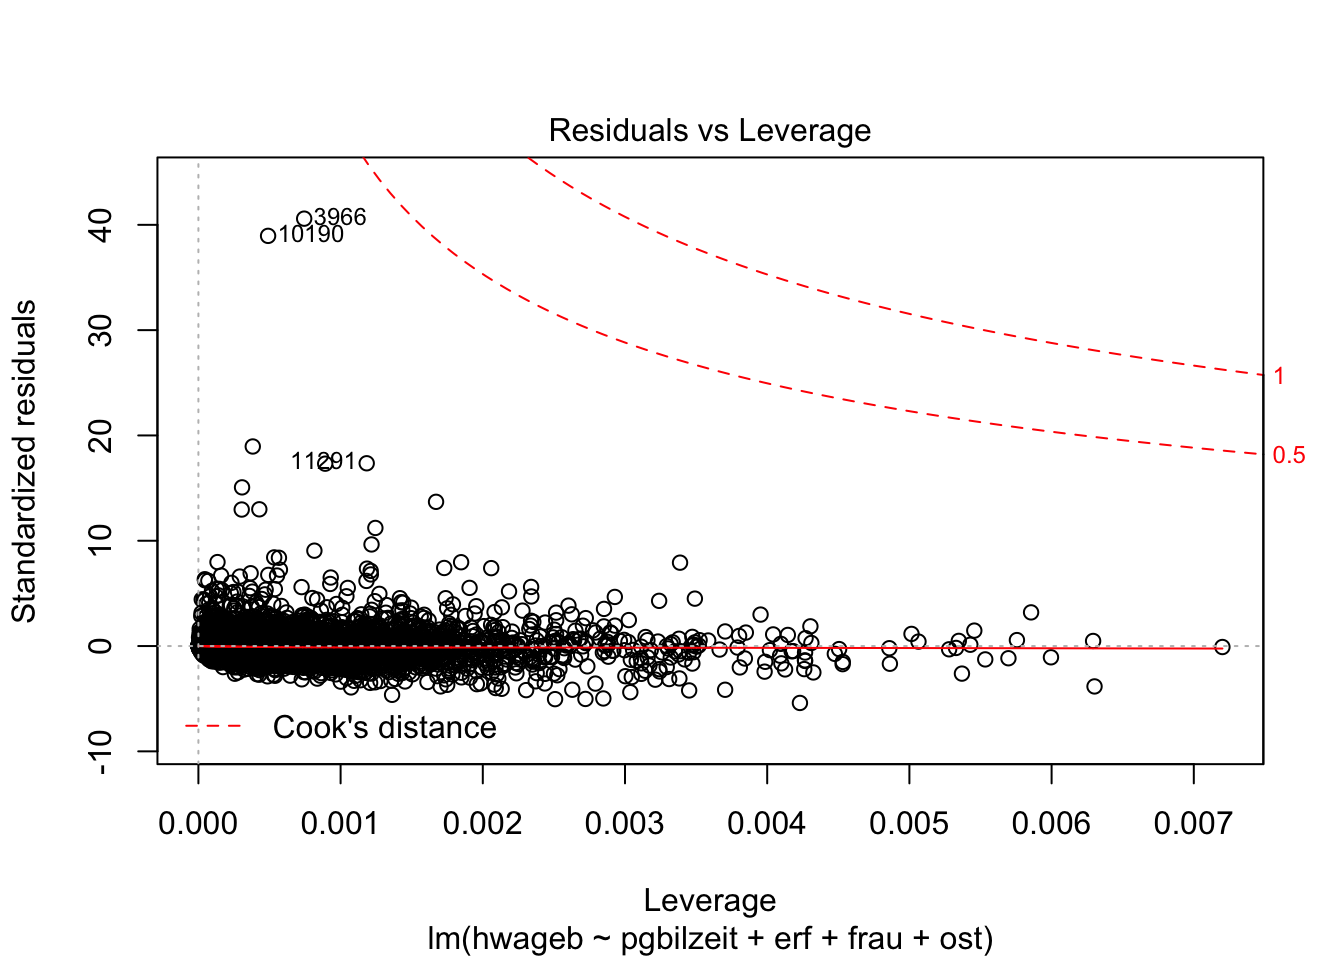 Residuals vs Leverage
Standardized residuals
40
30
20
10
0
-10
3966
10190
11291
1
0.5
Cook's distance
0.000 0.001 0.002 0.003 0.004 0.005 0.006 0.007
Leverage
lm(hwageb ~ pgbilzeit + erf + frau + ost)